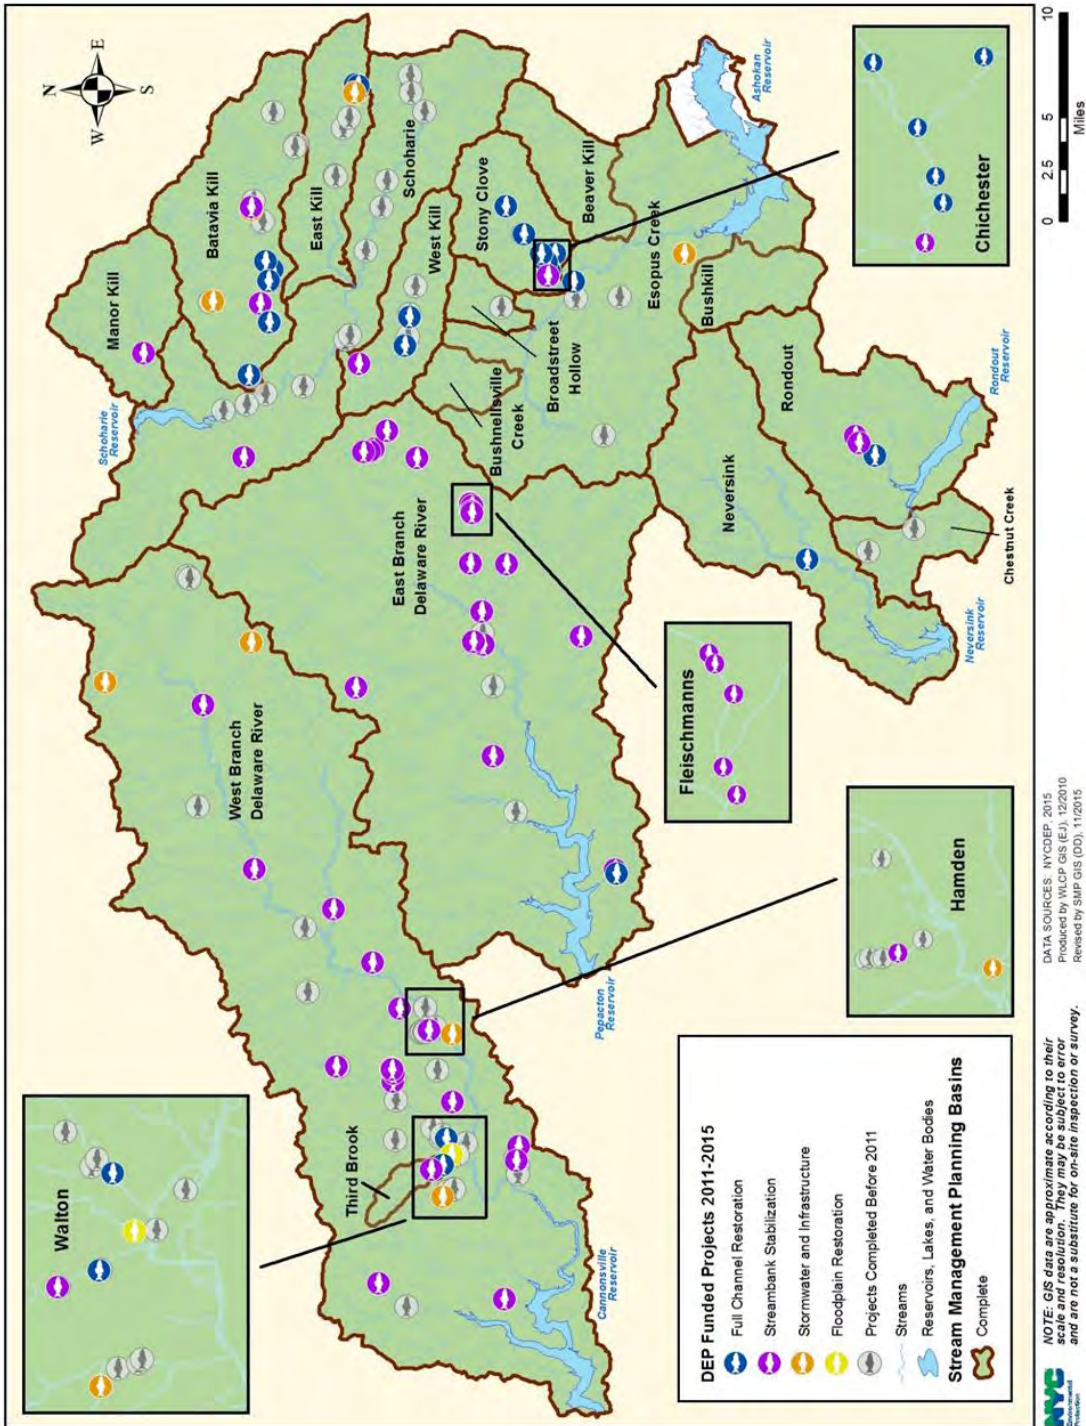 N
W
E
S
Manor Kill
Batavia Kill
East Kill
Schoharie
West Kill
Stony Clove
Beaver Kill
Esopus Creek
Bushkill
Broadstreet
Hollow
Bushnellsville
Creek
Rondout
Neversink
Chestnut Creek
East Branch
Delaware River
West Branch
Delaware River
Third Brook
Schoharie
Reservoir
Ashokan
Reservoir
Rondout
Reservoir
Neversink
Reservoir
Pepacton
Reservoir
Cannonsville
Reservoir
Walton
Hamden
Fleischmanns
Chichester
DEP Funded Projects 2011-2015
Full Channel Restoration
Streambank Stabilization
Stormwater and Infrastructure
Floodplain Restoration
Projects Completed Before 2011
Streams
Reservoirs, Lakes, and Water Bodies
Stream Management Planning Basins
Complete
NYC
Environmental
Protection
NOTE: GIS data are approximate according to their
scale and resolution. They may be subject to error
and are not a substitute for on-site inspection or survey.
DATA SOURCES: NYCDEP, 2015
Produced by WLCP GIS (EJ), 12/2010
Revised by SMP GIS (DD), 11/2015
0 2.5 5 10
Miles